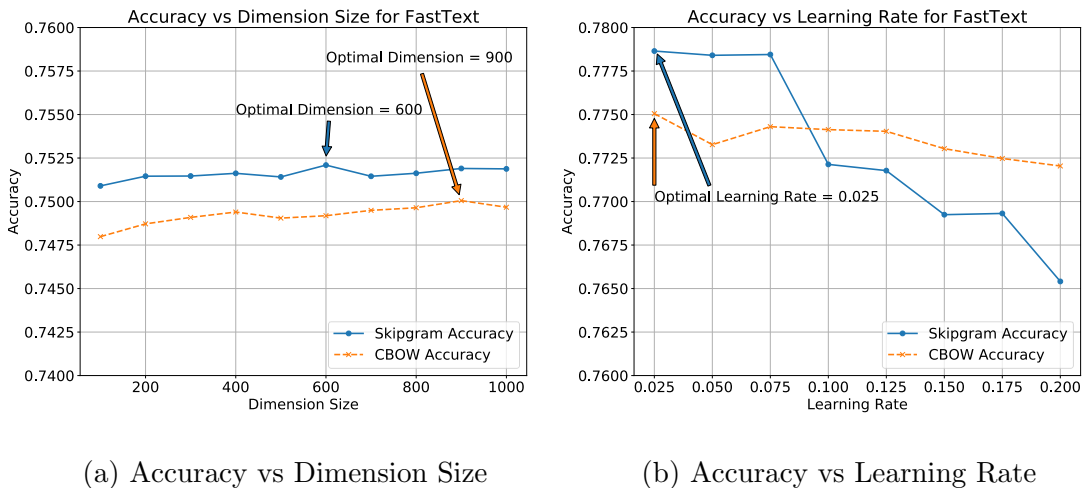 Accuracy vs Dimension Size for FastText
0.7600
0.7575
0.7550
0.7525
0.7500
0.7475
0.7450
0.7425
0.7400
Accuracy
Optimal Dimension = 900
Optimal Dimension = 600
Skipgram Accuracy
CBOW Accuracy
200 400 600 800 1000
Dimension Size
(a) Accuracy vs Dimension Size
Accuracy vs Learning Rate for FastText
0.7800
0.7775
0.7750
0.7725
0.7700
0.7675
0.7650
0.7625
0.7600
Accuracy
Optimal Learning Rate = 0.025
Skipgram Accuracy
CBOW Accuracy
0.025 0.050 0.075 0.100 0.125 0.150 0.175 0.200
Learning Rate
(b) Accuracy vs Learning Rate